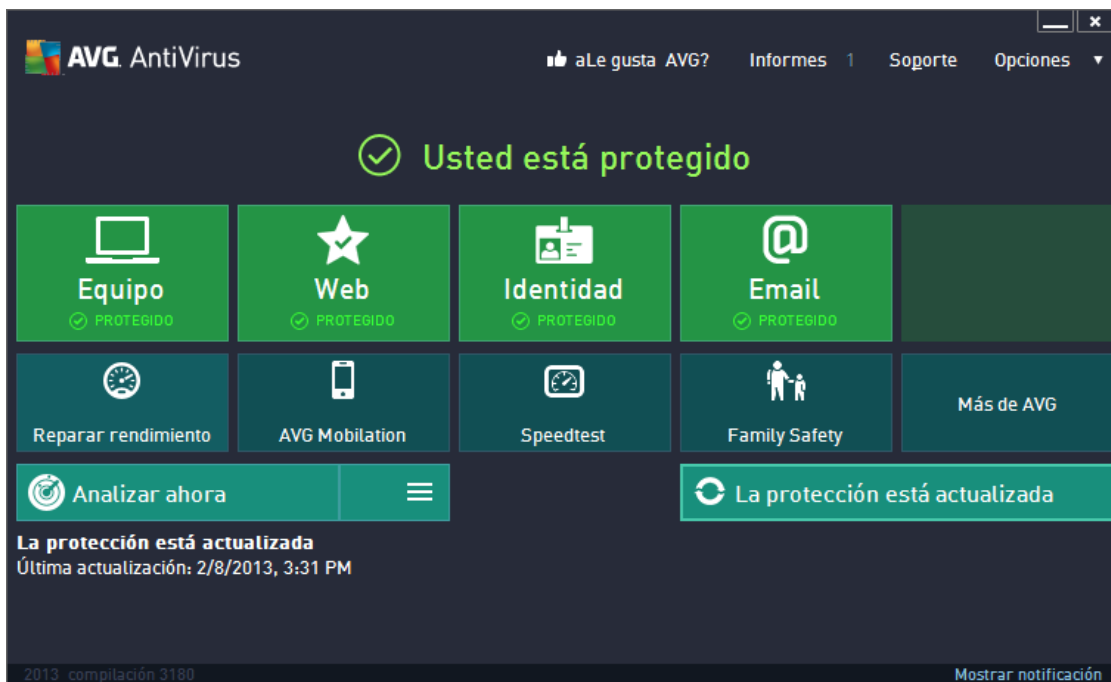 AVG. AntiVirus
aLe gusta AVG? Informes 1 Soporte Opciones
Usted está protegido
Equipo Web Identidad Email
PROTEGIDO PROTEGIDO PROTEGIDO PROTEGIDO
Reparar rendimiento AVG Mobilation Speedtest Family Safety Más de AVG
Analizar ahora La protección está actualizada
La protección está actualizada
Última actualización: 2/8/2013, 3:31 PM
2013 compilación 3180 Mostrar notificación